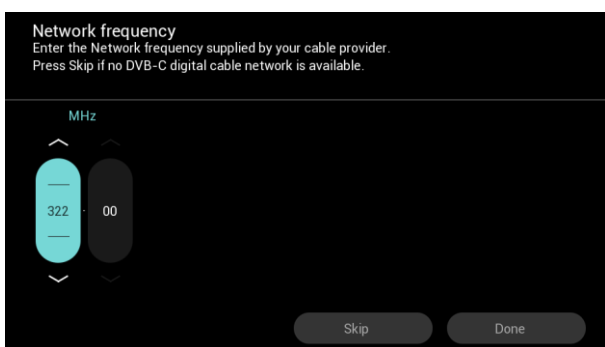 Network frequency
Enter the Network frequency supplied by your cable provider.
Press Skip if no DVB-C digital cable network is available.
MHz
322 · 00
Skip Done